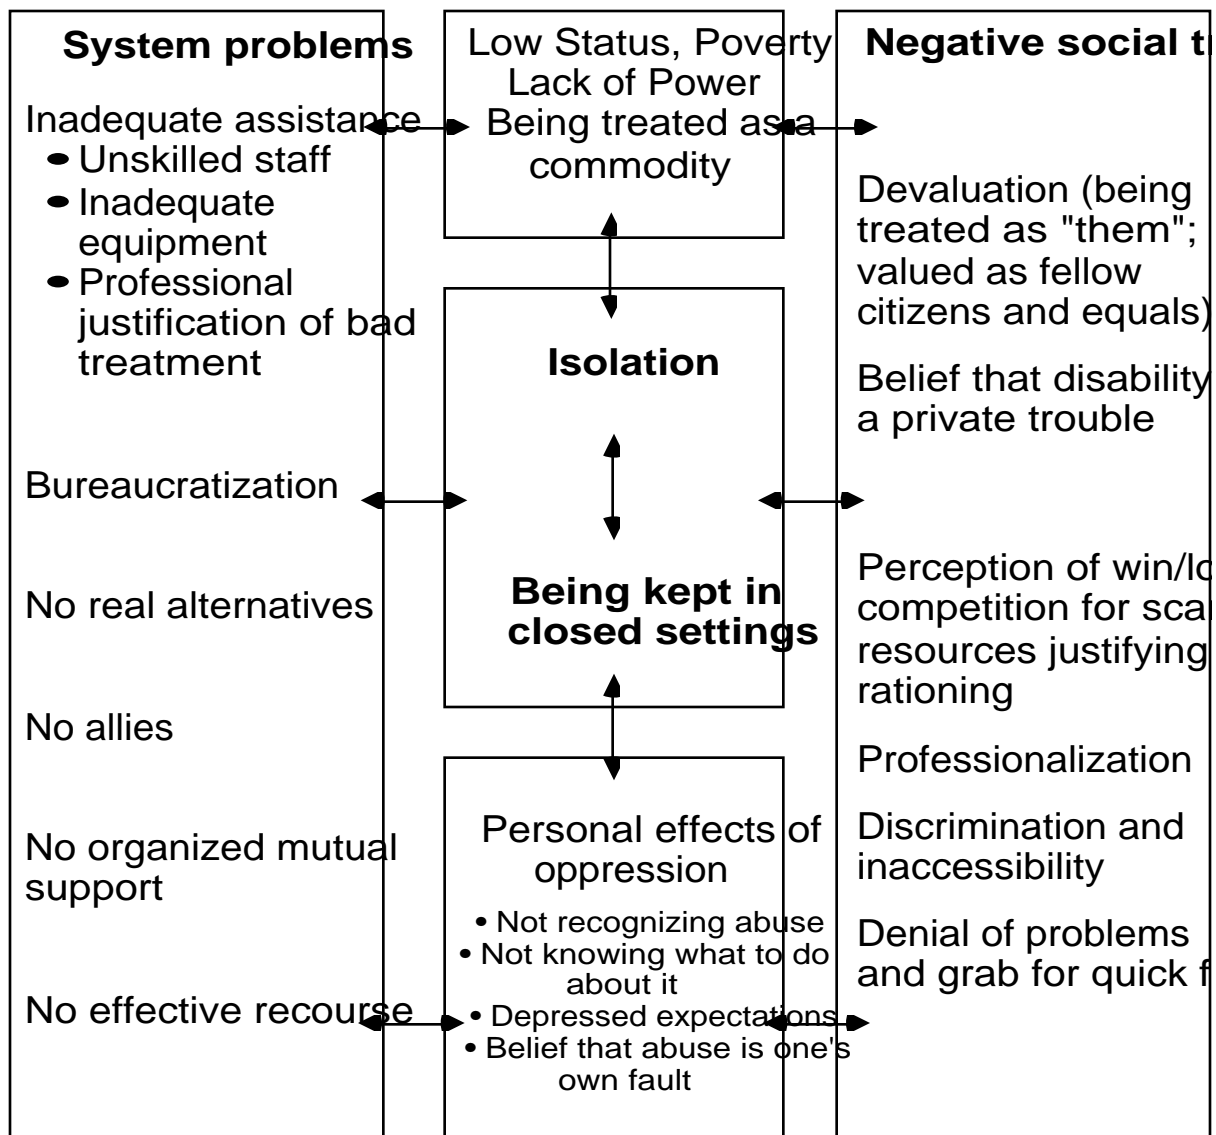 System problems
Inadequate assistance
• Unskilled staff
• Inadequate
equipment
• Professional
justification of bad
treatment
Bureaucratization
No real alternatives
No allies
No organized mutual
support
No effective recourse
Low Status, Poverty
Lack of Power
Being treated as a
commodity
Isolation
Being kept in
closed settings
Personal effects of
oppression
• Not recognizing abuse
• Not knowing what to do
about it
• Depressed expectations
• Belief that abuse is one's
own fault
Negative social
Devaluation (being
treated as "them";
valued as fellow
citizens and equals)
Belief that disability
a private trouble
Perception of
competition for
resources justifying
rationing
Professionalization
Discrimination and
inaccessibility
Denial of problems
and grab for quick